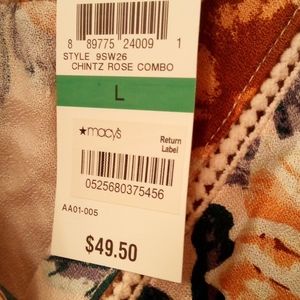 8 89775 24009 1
STYLE 9SW26
CHINTZ ROSE COMBO
L
★macy's
Return
Label
0525680375456
AA01-005
$49.50